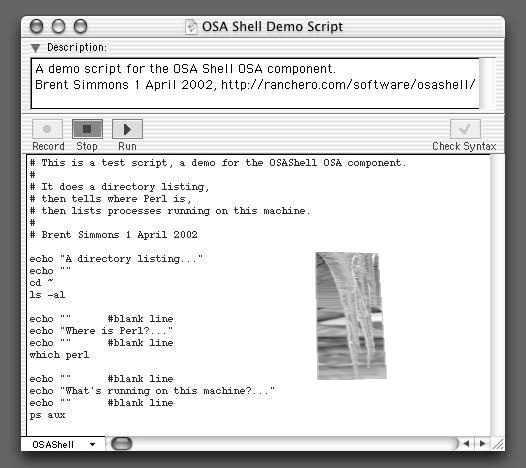 OSA Shell Demo Script
Description:
A demo script for the OSA Shell OSA component.
Brent Simmons 1 April 2002, http://ranchero.com/software/osashell/
Record Stop Run Check Syntax
# This is a test script, a demo for the OSAShell OSA component.
#
# It does a directory listing,
# then tells where Perl is,
# then lists processes running on this machine.
#
# Brent Simmons 1 April 2002
echo "A directory listing..."
echo ""
cd ~
ls -al
echo "" #blank line
echo "Where is Perl?..."
echo "" #blank line
which perl
echo "" #blank line
echo "What's running on this machine?..."
echo "" #blank line
ps aux
OSAShell